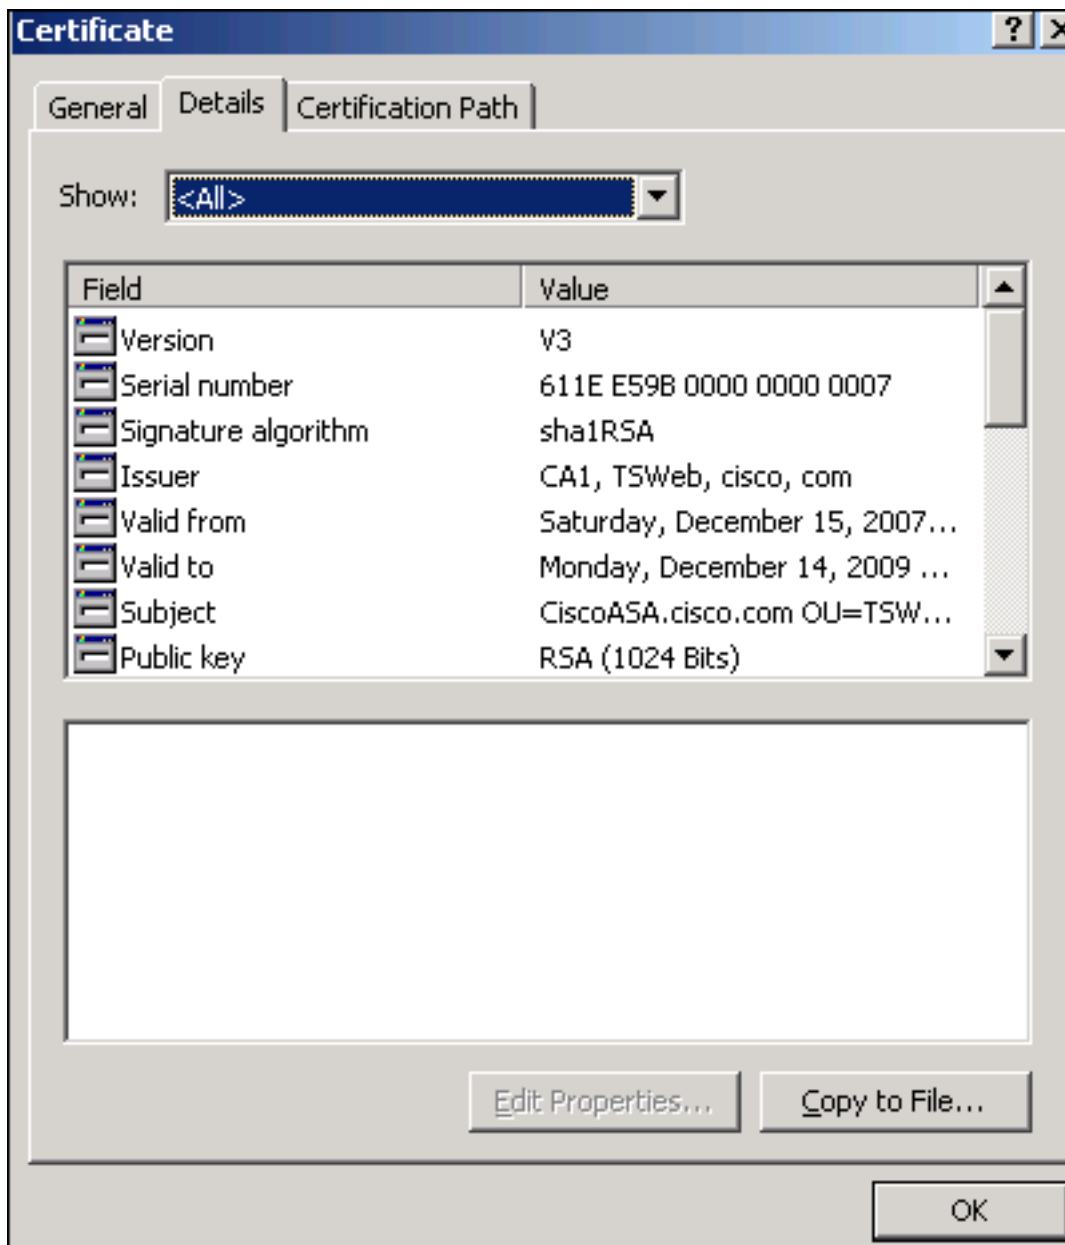 Certificate
General Details Certification Path
Show: <All>
Field Value
Version V3
Serial number 611E E59B 0000 0000 0007
Signature algorithm sha1RSA
Issuer CA1, TSWeb, cisco, com
Valid from Saturday, December 15, 2007...
Valid to Monday, December 14, 2009 ...
Subject CiscoASA.cisco.com OU=TSW...
Public key RSA (1024 Bits)
Edit Properties... Copy to File...
OK